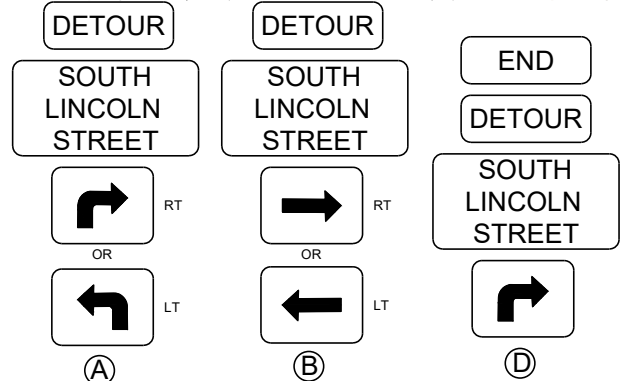 DETOUR
SOUTH
LINCOLN
STREET
RT
OR
LT
A
DETOUR
SOUTH
LINCOLN
STREET
RT
OR
LT
B
END
DETOUR
SOUTH
LINCOLN
STREET
D